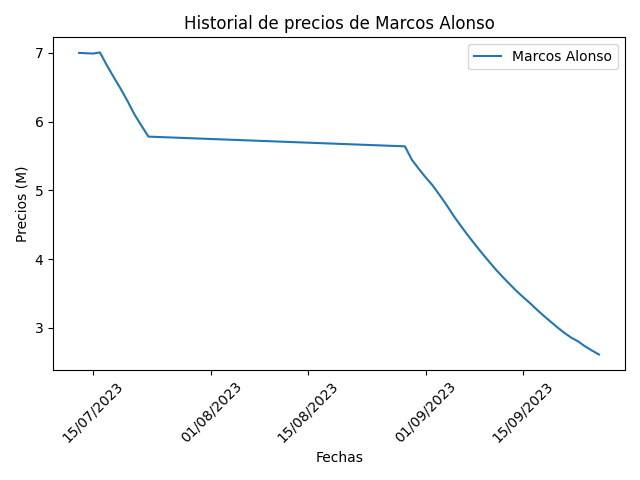 Historial de precios de Marcos Alonso
Marcos Alonso
Precios (M)
7
6
5
4
3
15/07/2023
01/08/2023
15/08/2023
01/09/2023
15/09/2023
Fechas